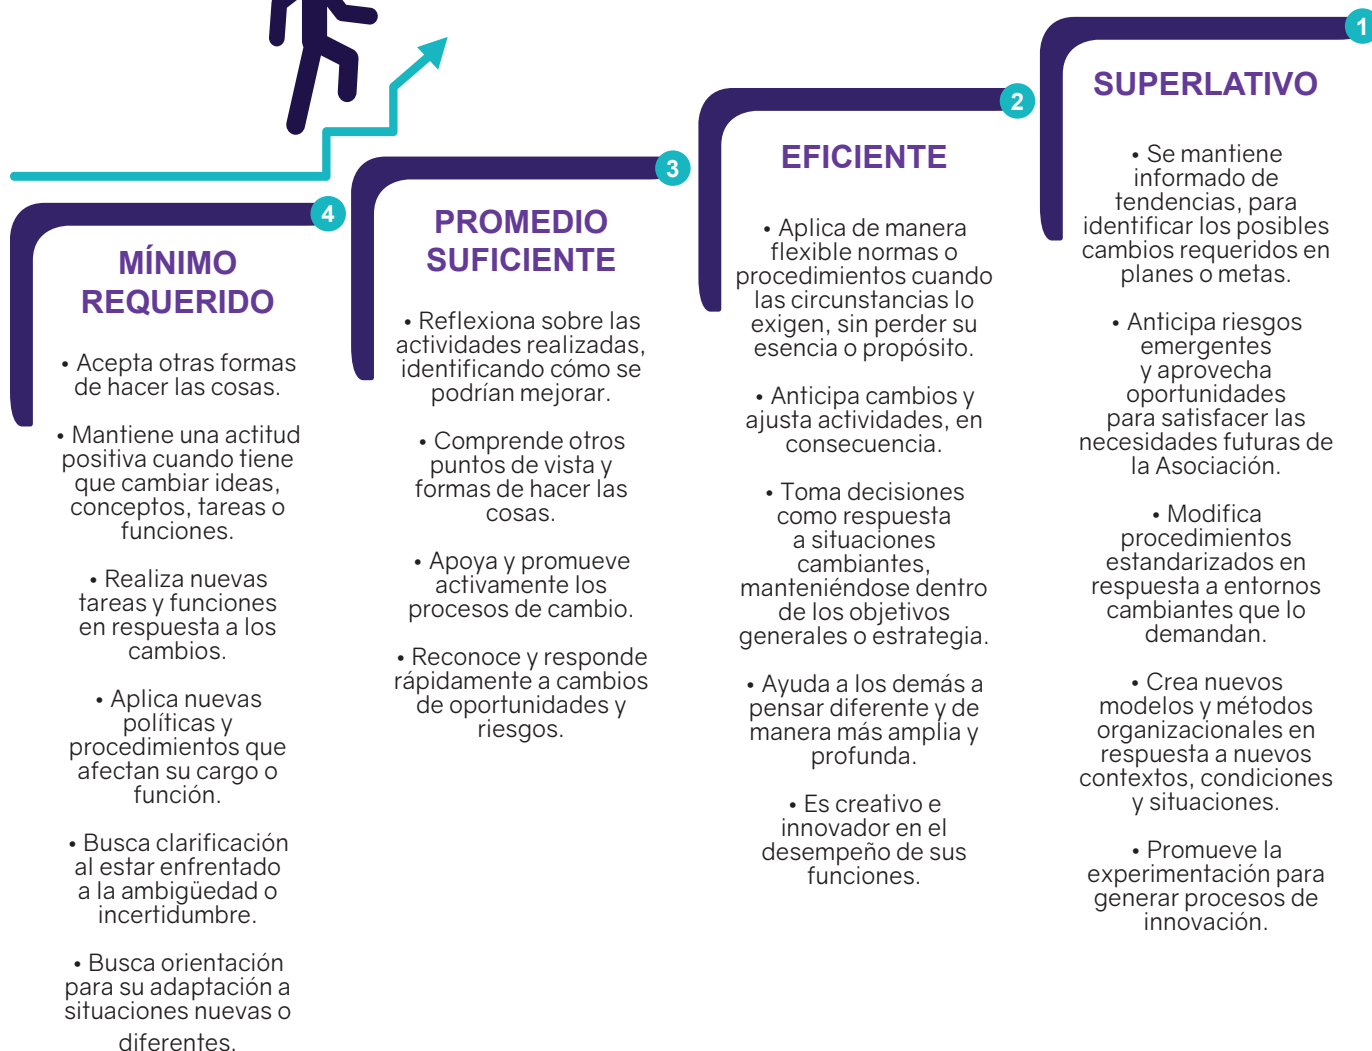 4
MÍNIMO
REQUERIDO
• Acepta otras formas
de hacer las cosas.
• Mantiene una actitud
positiva cuando tiene
que cambiar ideas,
conceptos, tareas o
funciones.
• Realiza nuevas
tareas y funciones
en respuesta a los
cambios.
• Aplica nuevas
políticas y
procedimientos que
afectan su cargo o
función.
• Busca clarificación
al estar enfrentado
a la ambigüedad o
incertidumbre.
• Busca orientación
para su adaptación a
situaciones nuevas o
diferentes.
3
PROMEDIO
SUFICIENTE
• Reflexiona sobre las
actividades realizadas,
identificando cómo se
podrían mejorar.
• Comprende otros
puntos de vista y
formas de hacer las
cosas.
• Apoya y promueve
activamente los
procesos de cambio.
• Reconoce y responde
rápidamente a cambios
de oportunidades y
riesgos.
2
EFICIENTE
• Aplica de manera
flexible normas o
procedimientos cuando
las circunstancias lo
exigen, sin perder su
esencia o propósito.
• Anticipa cambios y
ajusta actividades, en
consecuencia.
• Toma decisiones
como respuesta
a situaciones
cambiantes,
manteniéndose dentro
de los objetivos
generales o estrategia.
• Ayuda a los demás a
pensar diferente y de
manera más amplia y
profunda.
• Es creativo e
innovador en el
desempeño de sus
funciones.
1
SUPERLATIVO
• Se mantiene
informado de
tendencias, para
identificar los posibles
cambios requeridos en
planes o metas.
• Anticipa riesgos
emergentes
y aprovecha
oportunidades
para satisfacer las
necesidades futuras de
la Asociación.
• Modifica
procedimientos
estandarizados en
respuesta a entornos
cambiantes que lo
demandan.
• Crea nuevos
modelos y métodos
organizacionales en
respuesta a nuevos
contextos, condiciones
y situaciones.
• Promueve la
experimentación para
generar procesos de
innovación.